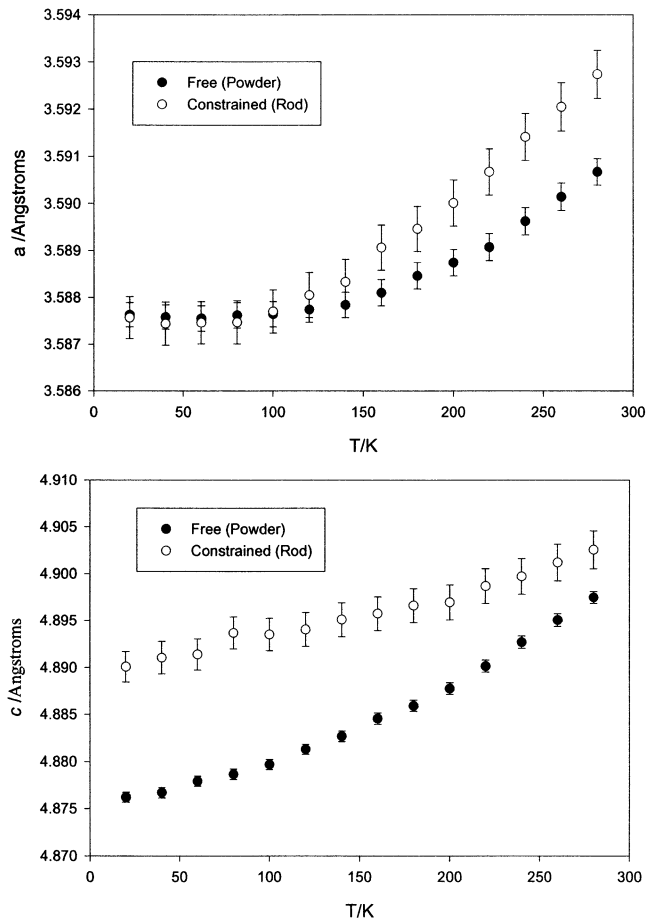 3.594
3.593
3.592
3.591
3.590
3.589
3.588
3.587
3.586
a /Angstroms
Free (Powder)
Constrained (Rod)
0 50 100 150 200 250 300
T/K
4.910
4.905
4.900
4.895
4.890
4.885
4.880
4.875
4.870
c /Angstroms
Free (Powder)
Constrained (Rod)
0 50 100 150 200 250 300
T/K